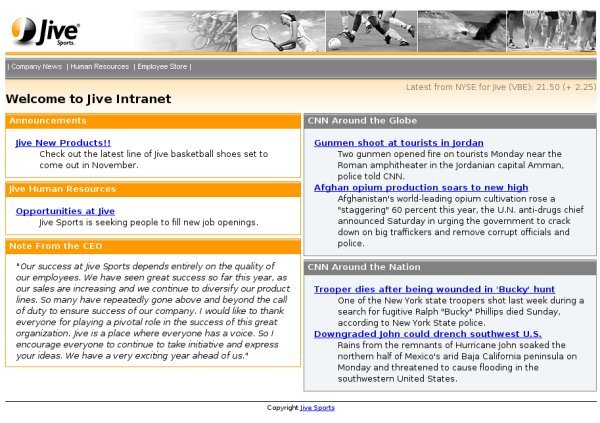 Jive®
Sports.
| Company News | Human Resources | Employee Store |
Latest from NYSE for Jive (VBE): 21.50 (+ 2.25)
Welcome to Jive Intranet
Announcements
Jive New Products!!
Check out the latest line of Jive basketball shoes set to
come out in November.
Jive Human Resources
Opportunities at Jive
Jive Sports is seeking people to fill new job openings.
Note From the CEO
"Our success at Jive Sports depends entirely on the quality of
our employees. We have seen great success so far this year, as
our sales are increasing and we continue to diversify our product
lines. So many have repeatedly gone above and beyond the call
of duty to ensure success of our company. I would like to thank
everyone for playing a pivotal role in the success of this great
organization. Jive is a place where everyone has a voice. So I
encourage everyone to continue to take initiative and express
your ideas. We have a very exciting year ahead of us."
CNN Around the Globe
Gunmen shoot at tourists in Jordan
Two gunmen opened fire on tourists Monday near the
Roman amphitheater in the Jordanian capital Amman,
police told CNN.
Afghan opium production soars to new high
Afghanistan's world-leading opium cultivation rose a
"staggering" 60 percent this year, the U.N. anti-drugs chief
announced Saturday in urging the government to crack
down on big traffickers and remove corrupt officials and
police.
CNN Around the Nation
Trooper dies after being wounded in 'Bucky' hunt
One of the New York state troopers shot last week during a
search for fugitive Ralph "Bucky" Phillips died Sunday,
according to New York State police.
Downgraded John could drench southwest U.S.
Rains from the remnants of Hurricane John soaked the
northern half of Mexico's arid Baja California peninsula on
Monday and threatened to cause flooding in the
southwestern United States.
Copyright Jive Sports